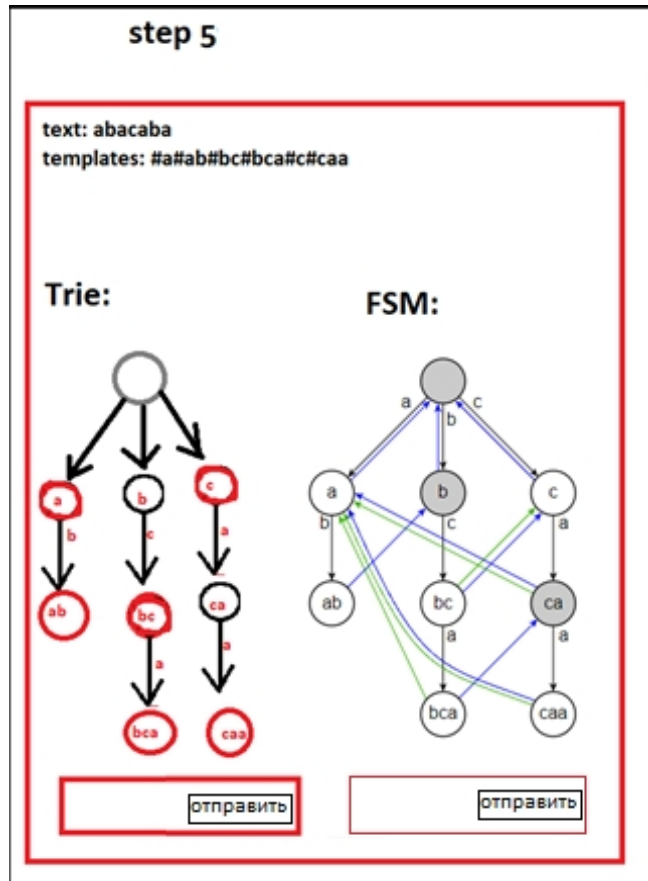 step 5
text: abacaba
templates: #a#ab#bc#bca#c#caa
Trie:
FSM:
a
b
c
b
c
a
ab
bc
ca
a
a
bca
caa
a
b
c
a
b
c
b
c
a
ab
bc
ca
a
a
bca
caa
отправить
отправить